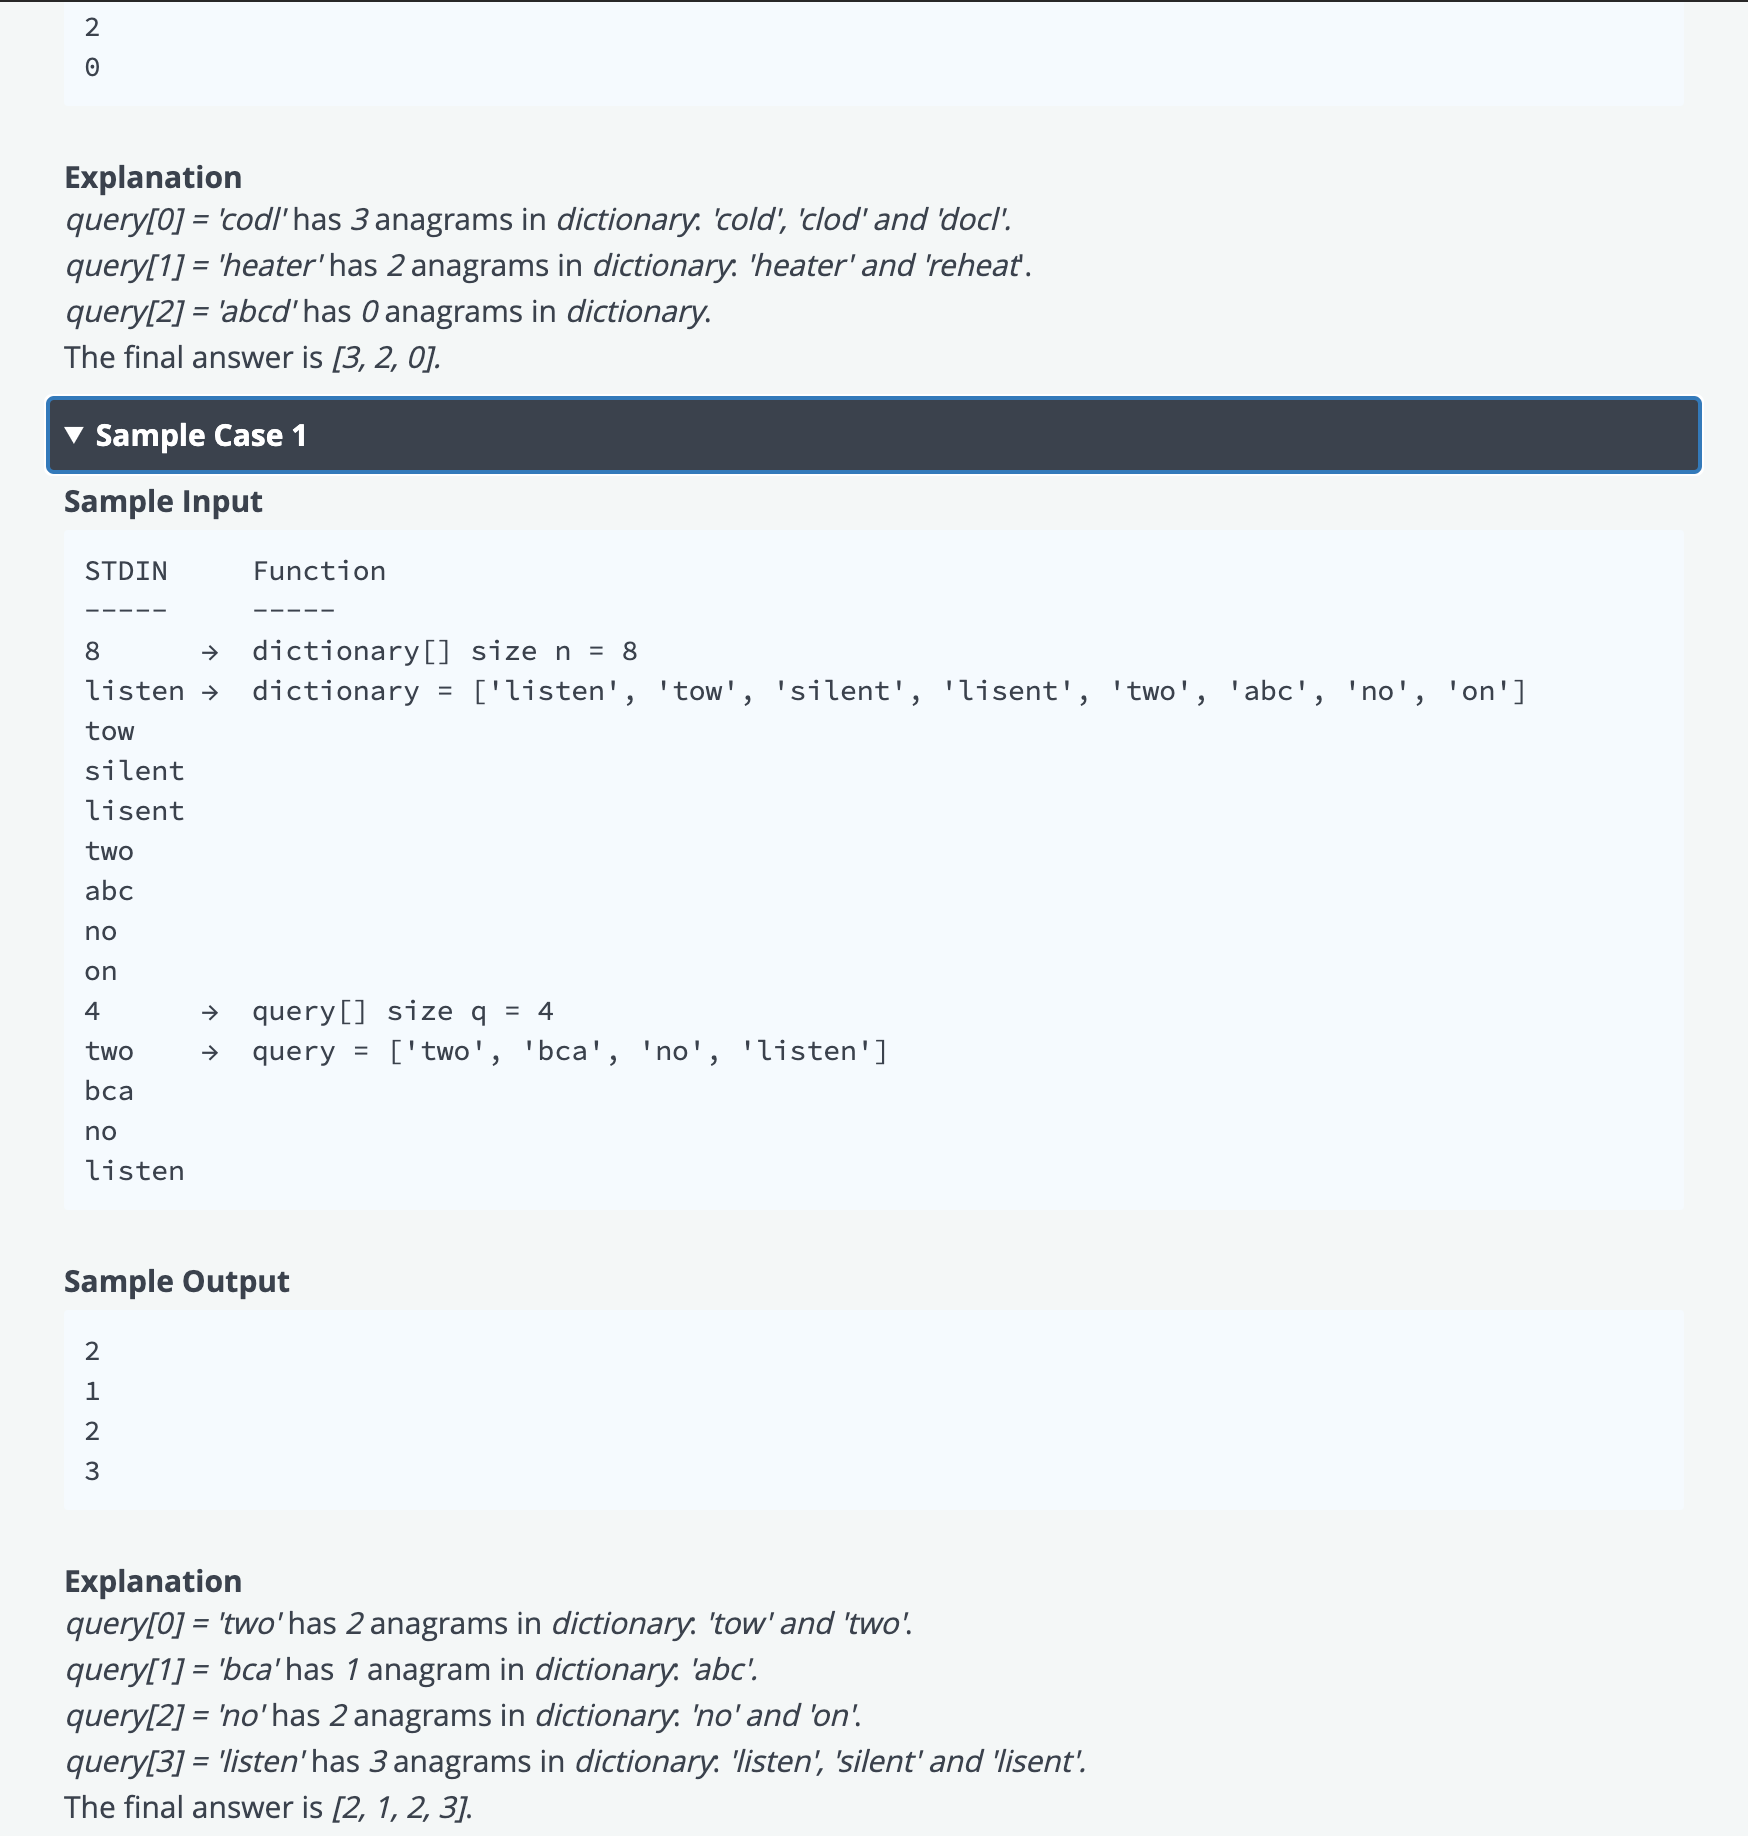 2
0
Explanation
query[0] = 'codl' has 3 anagrams in dictionary: 'cold', 'clod' and 'docl'.
query[1] = 'heater' has 2 anagrams in dictionary: 'heater' and 'reheat'.
query[2] = 'abcd' has 0 anagrams in dictionary.
The final answer is [3, 2, 0].
▼ Sample Case 1
Sample Input
STDIN     Function
-----     -----
8      →  dictionary[] size n = 8
listen →  dictionary = ['listen', 'tow', 'silent', 'lisent', 'two', 'abc', 'no', 'on']
tow
silent
lisent
two
abc
no
on
4      →  query[] size q = 4
two    →  query = ['two', 'bca', 'no', 'listen']
bca
no
listen
Sample Output
2
1
2
3
Explanation
query[0] = 'two' has 2 anagrams in dictionary: 'tow' and 'two'.
query[1] = 'bca' has 1 anagram in dictionary: 'abc'.
query[2] = 'no' has 2 anagrams in dictionary: 'no' and 'on'.
query[3] = 'listen' has 3 anagrams in dictionary: 'listen', 'silent' and 'lisent'.
The final answer is [2, 1, 2, 3].